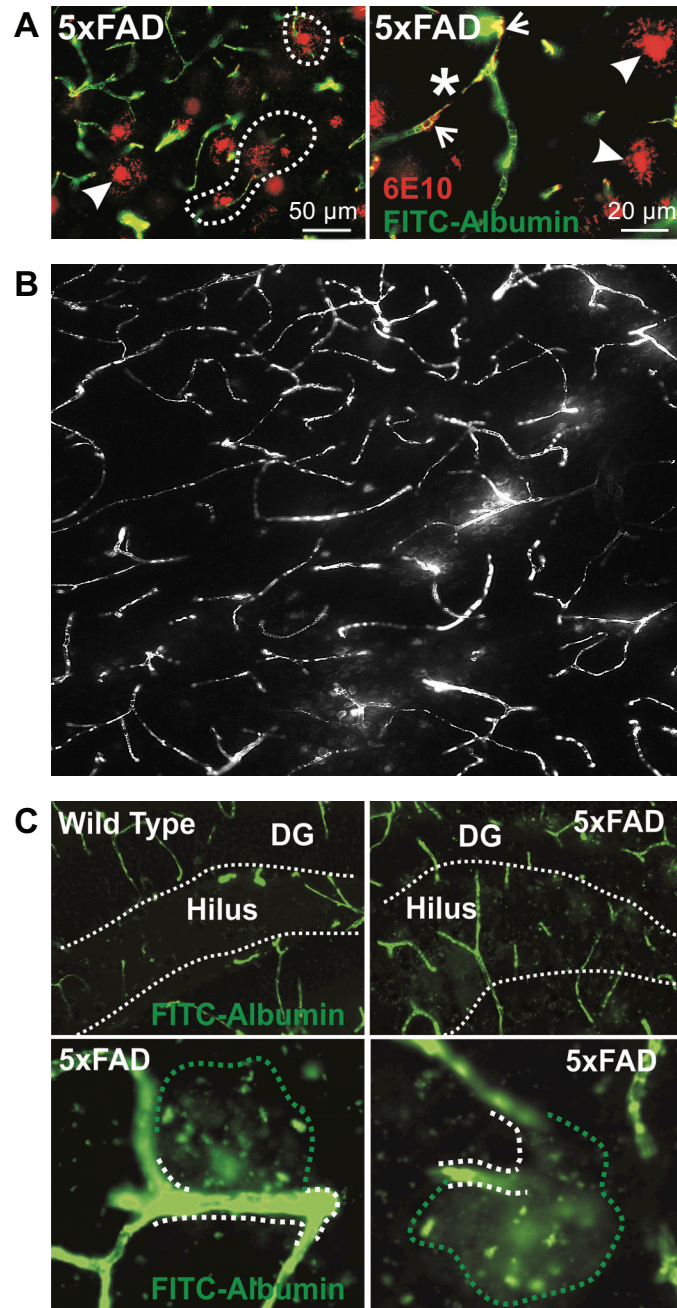 A
5xFAD
50 µm
5xFAD
*
6E10
FITC-Albumin
20 µm
B
C
Wild Type
DG
Hilus
FITC-Albumin
5xFAD
DG
Hilus
5xFAD
FITC-Albumin
5xFAD